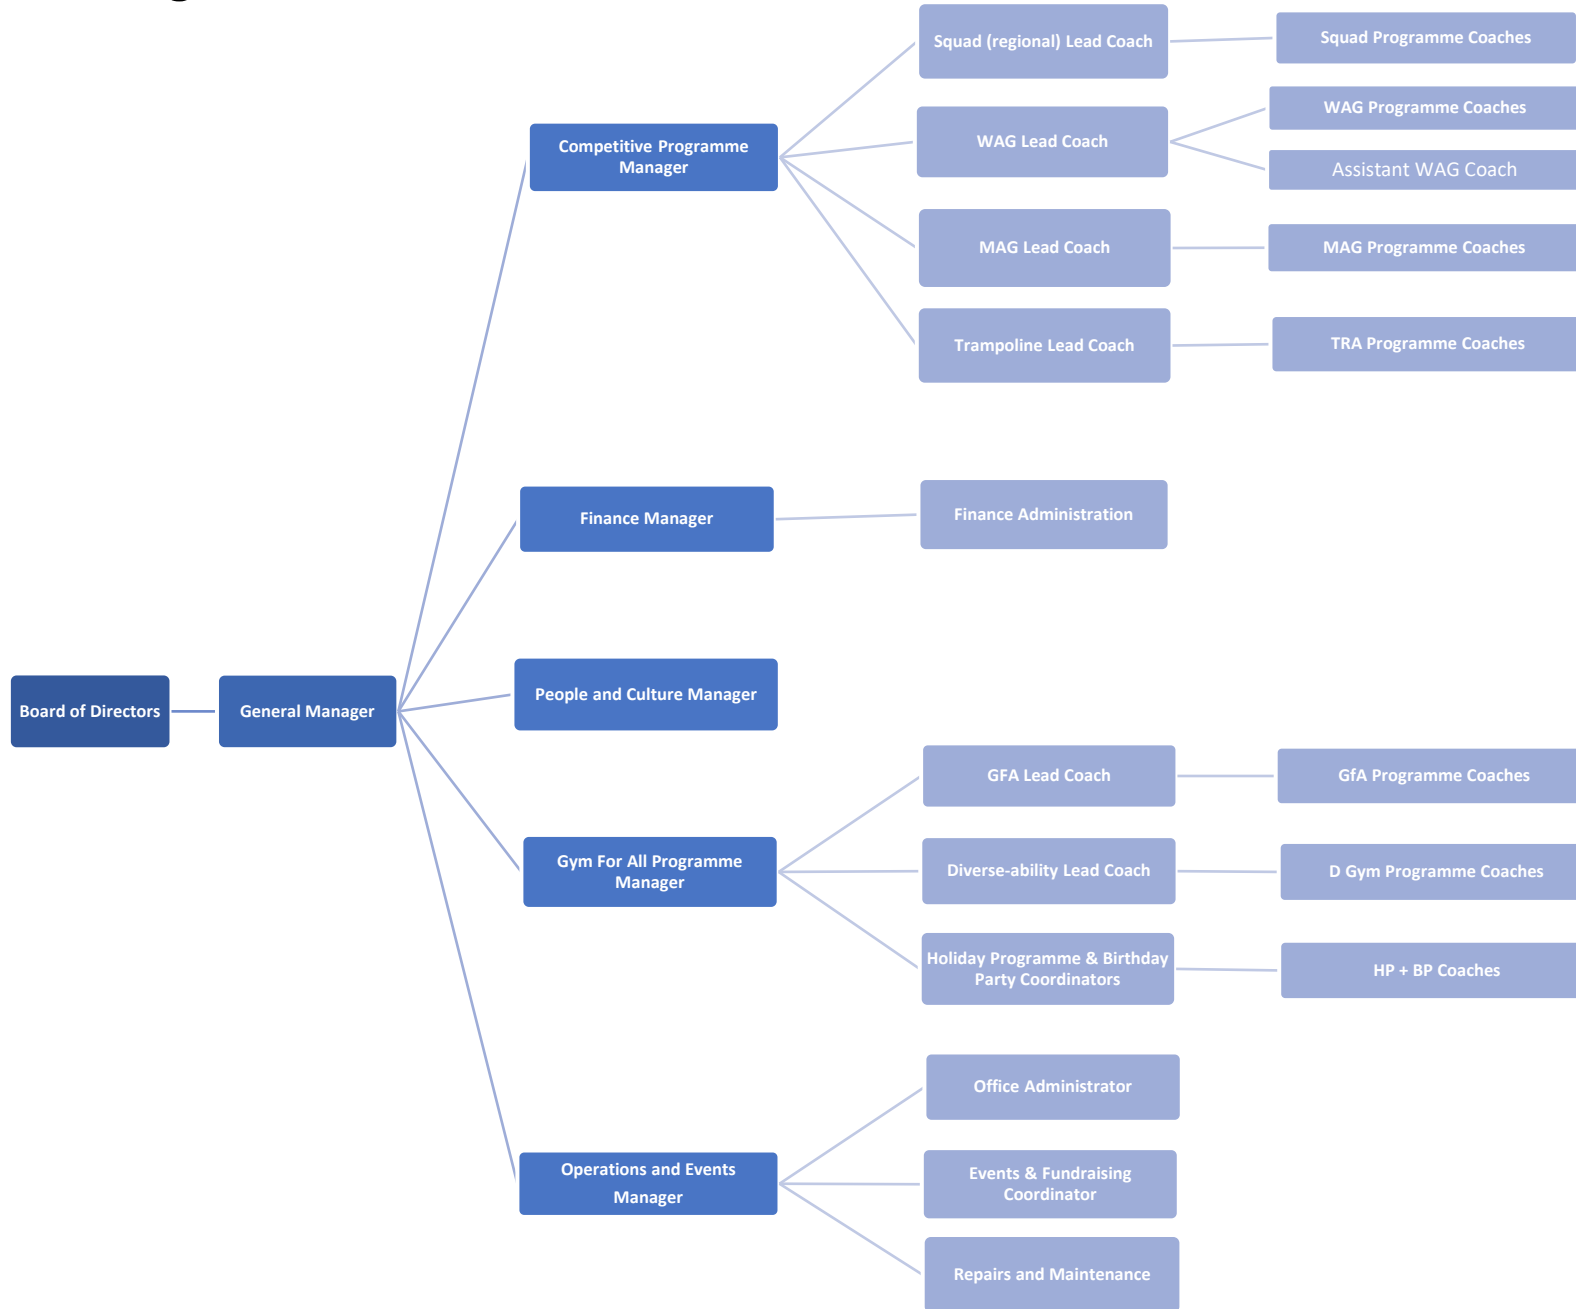 Squad (regional) Lead Coach
Squad Programme Coaches
WAG Programme Coaches
Competitive Programme
Manager
WAG Lead Coach
Assistant WAG Coach
MAG Lead Coach
MAG Programme Coaches
Trampoline Lead Coach
TRA Programme Coaches
Finance Manager
Finance Administration
People and Culture Manager
Board of Directors
General Manager
GFA Lead Coach
GfA Programme Coaches
Gym For All Programme
Manager
Diverse-ability Lead Coach
D Gym Programme Coaches
Holiday Programme & Birthday
Party Coordinators
HP + BP Coaches
Office Administrator
Operations and Events
Manager
Events & Fundraising
Coordinator
Repairs and Maintenance